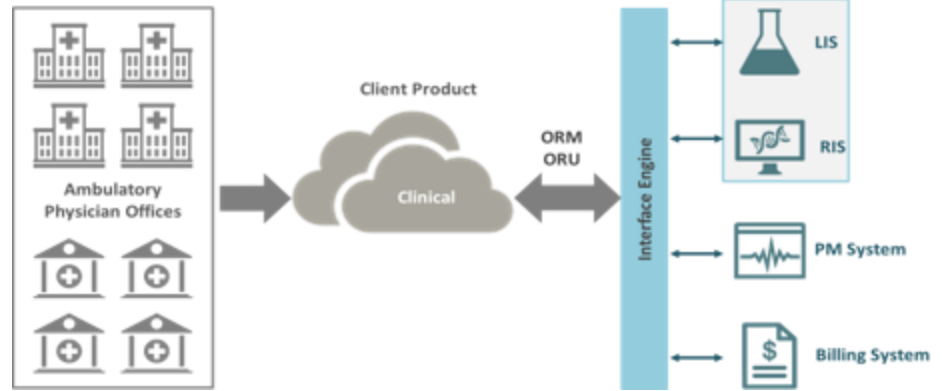 Ambulatory
Physician Offices
Client Product
Clinical
ORM
ORU
Interface Engine
LIS
RIS
PM System
$
Billing System